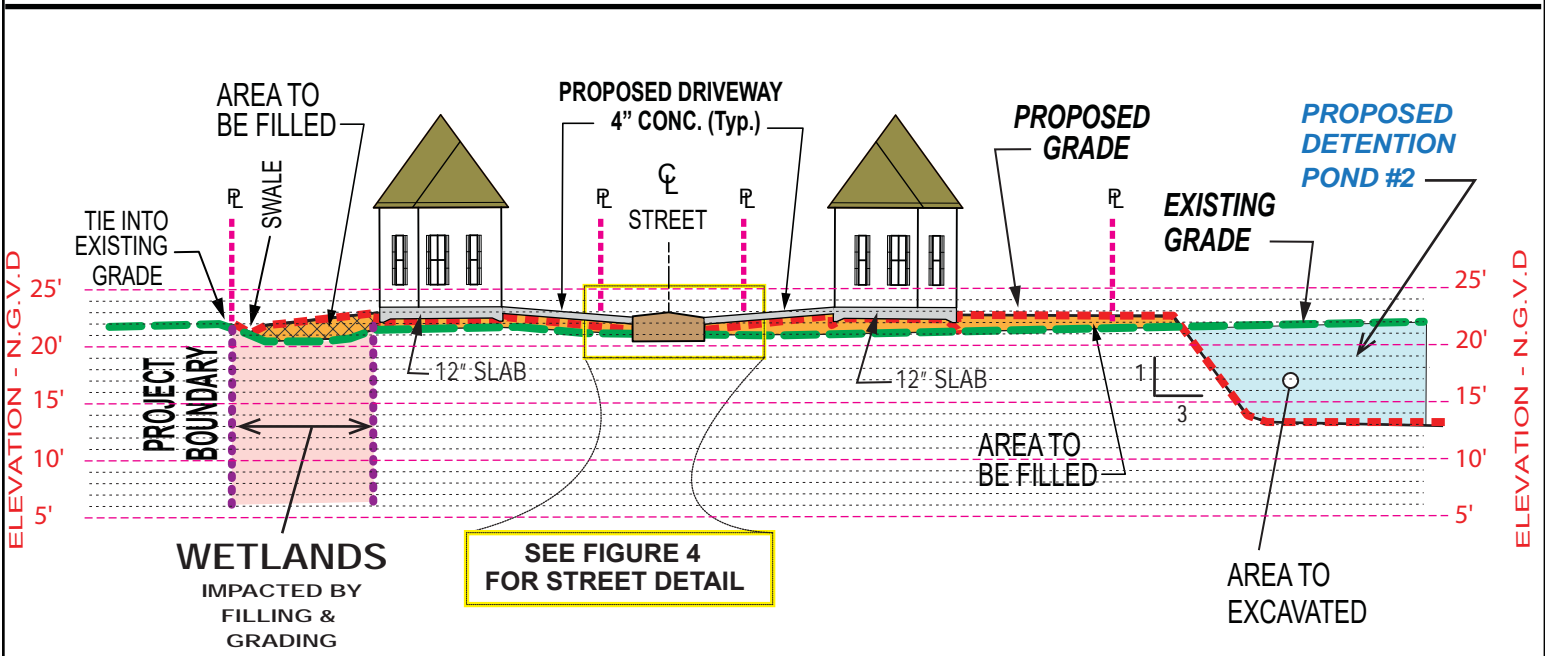 AREA TO
BE FILLED
PROPOSED DRIVEWAY
4” CONC. (Typ.)
PROPOSED
GRADE
PROPOSED
DETENTION
POND #2
EXISTING
GRADE
TIE INTO
EXISTING
GRADE
PL
SWALE
PL
CL
STREET
PL
PL
ELEVATION - N.G.V.D
25'
20'
15'
10'
5'
PROJECT
BOUNDARY
12” SLAB
12” SLAB
1
3
25'
20'
15'
10'
5'
ELEVATION - N.G.V.D
AREA TO
BE FILLED
WETLANDS
IMPACTED BY
FILLING &
GRADING
SEE FIGURE 4
FOR STREET DETAIL
AREA TO
EXCAVATED